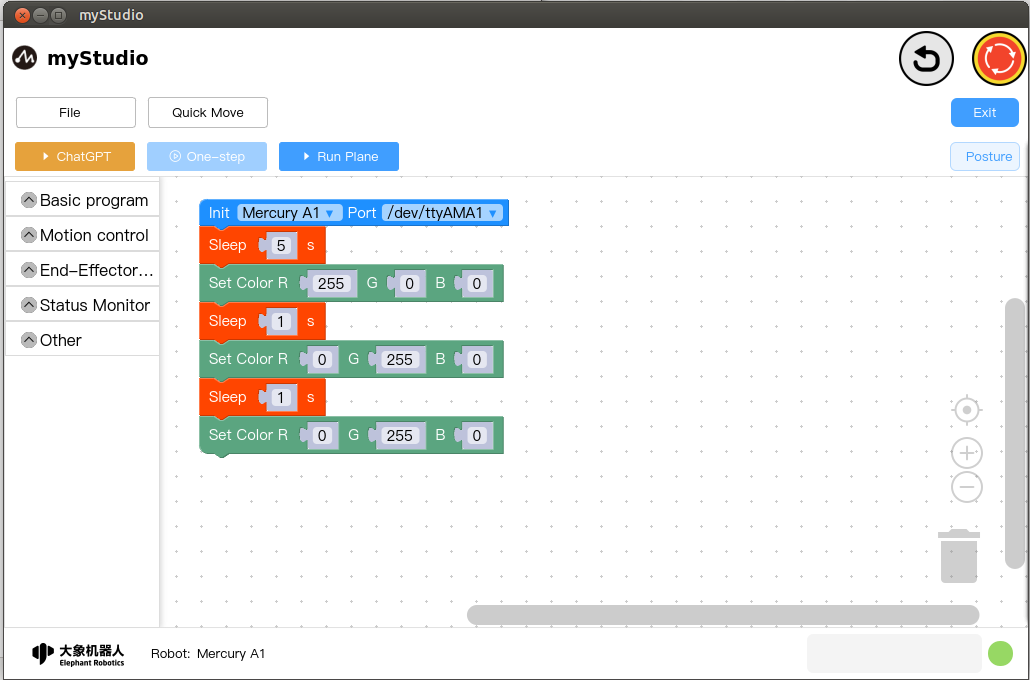 myStudio
myStudio
File
Quick Move
Exit
ChatGPT
One-step
Run Plane
Posture
Basic program
Motion control
End-Effector...
Status Monitor
Other
Init Mercury A1 ▾ Port /dev/ttyAMA1 ▾
Sleep 5 s
Set Color R 255 G 0 B 0
Sleep 1 s
Set Color R 0 G 255 B 0
Sleep 1 s
Set Color R 0 G 255 B 0
大象机器人
Elephant Robotics
Robot: Mercury A1